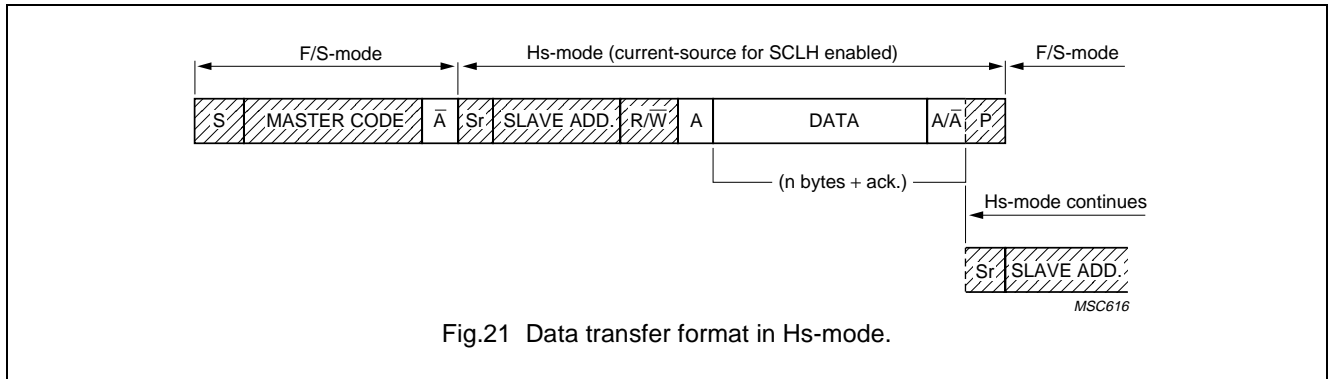 F/S-mode Hs-mode (current-source for SCLH enabled) F/S-mode
S MASTER CODE A̅ Sr SLAVE ADD. R/W̅ A DATA A/A̅ P
(n bytes + ack.)
Hs-mode continues
Sr SLAVE ADD.
MSC616
Fig.21 Data transfer format in Hs-mode.